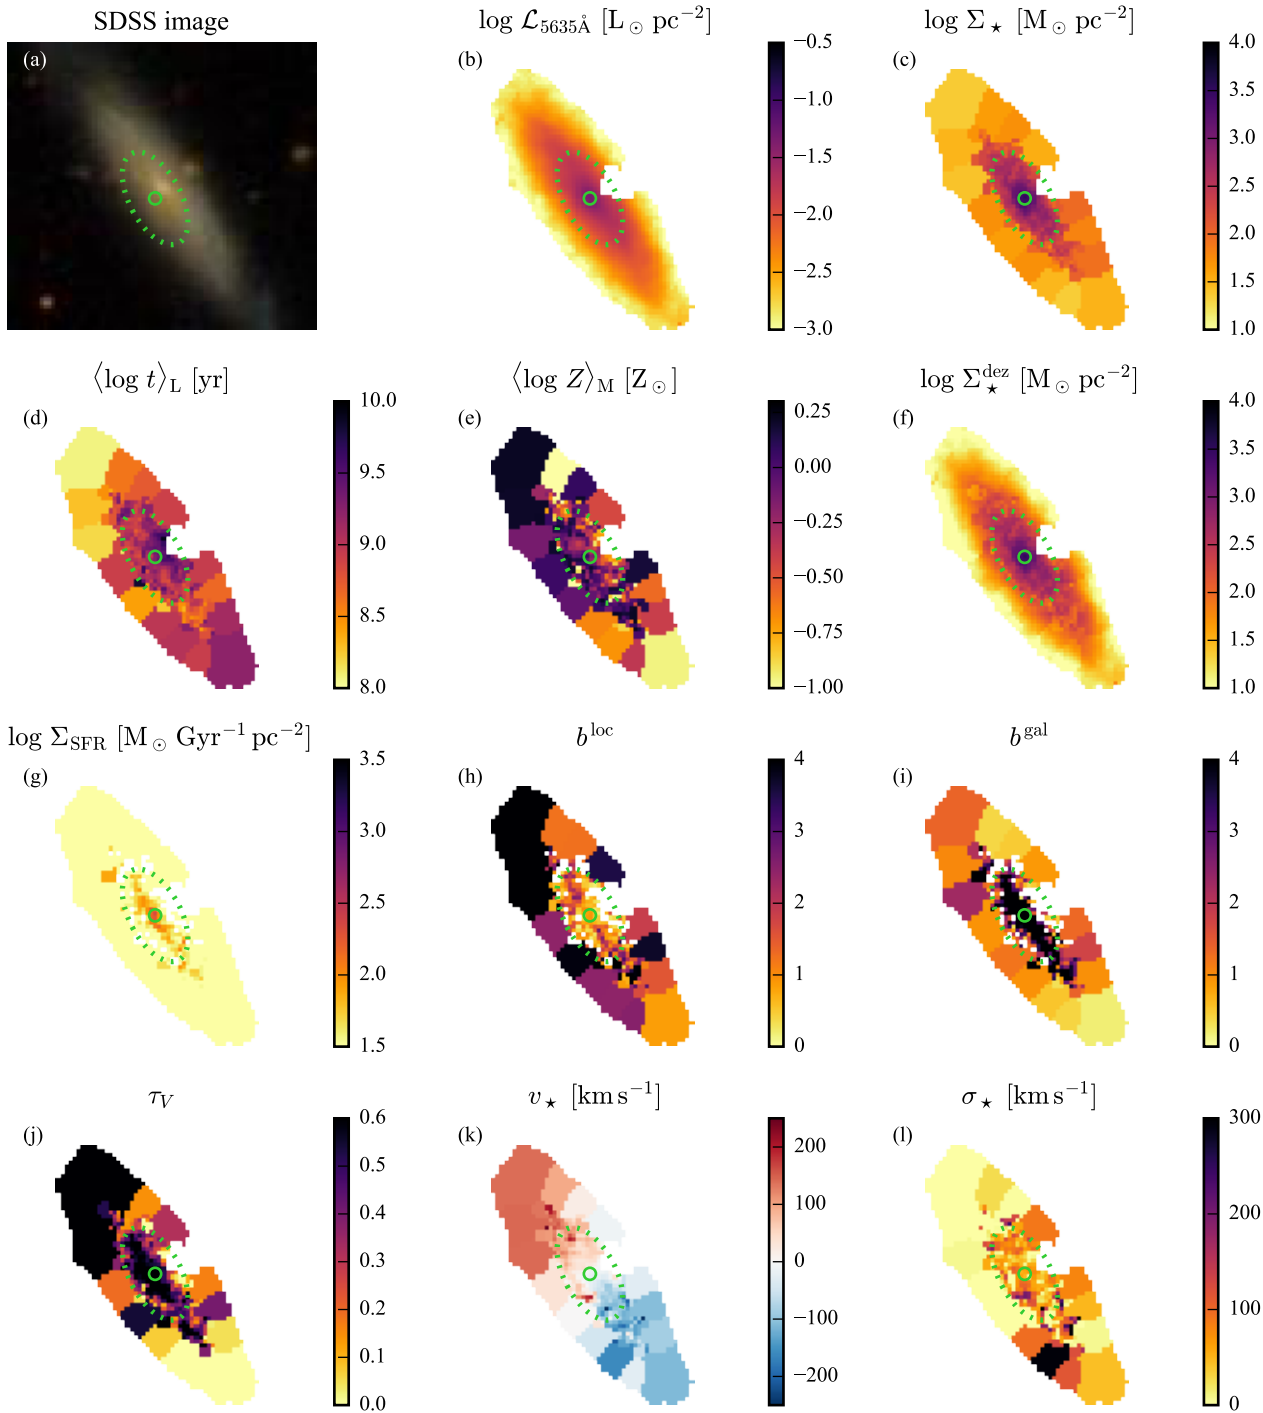 SDSS image
(a)
log ℒ₅₆₃₅Å [L⊙ pc⁻²]
(b)
−0.5
−1.0
−1.5
−2.0
−2.5
−3.0
log Σ⋆ [M⊙ pc⁻²]
(c)
4.0
3.5
3.0
2.5
2.0
1.5
1.0
⟨log t⟩L [yr]
(d)
10.0
9.5
9.0
8.5
8.0
⟨log Z⟩M [Z⊙]
(e)
0.25
0.00
−0.25
−0.50
−0.75
−1.00
log Σ⋆ᵈᵉᶻ [M⊙ pc⁻²]
(f)
4.0
3.5
3.0
2.5
2.0
1.5
1.0
log ΣSFR [M⊙ Gyr⁻¹ pc⁻²]
(g)
3.5
3.0
2.5
2.0
1.5
bˡᵒᶜ
(h)
4
3
2
1
0
bᵍᵃˡ
(i)
4
3
2
1
0
τV
(j)
0.6
0.5
0.4
0.3
0.2
0.1
0.0
v⋆ [km s⁻¹]
(k)
200
100
0
−100
−200
σ⋆ [km s⁻¹]
(l)
300
200
100
0